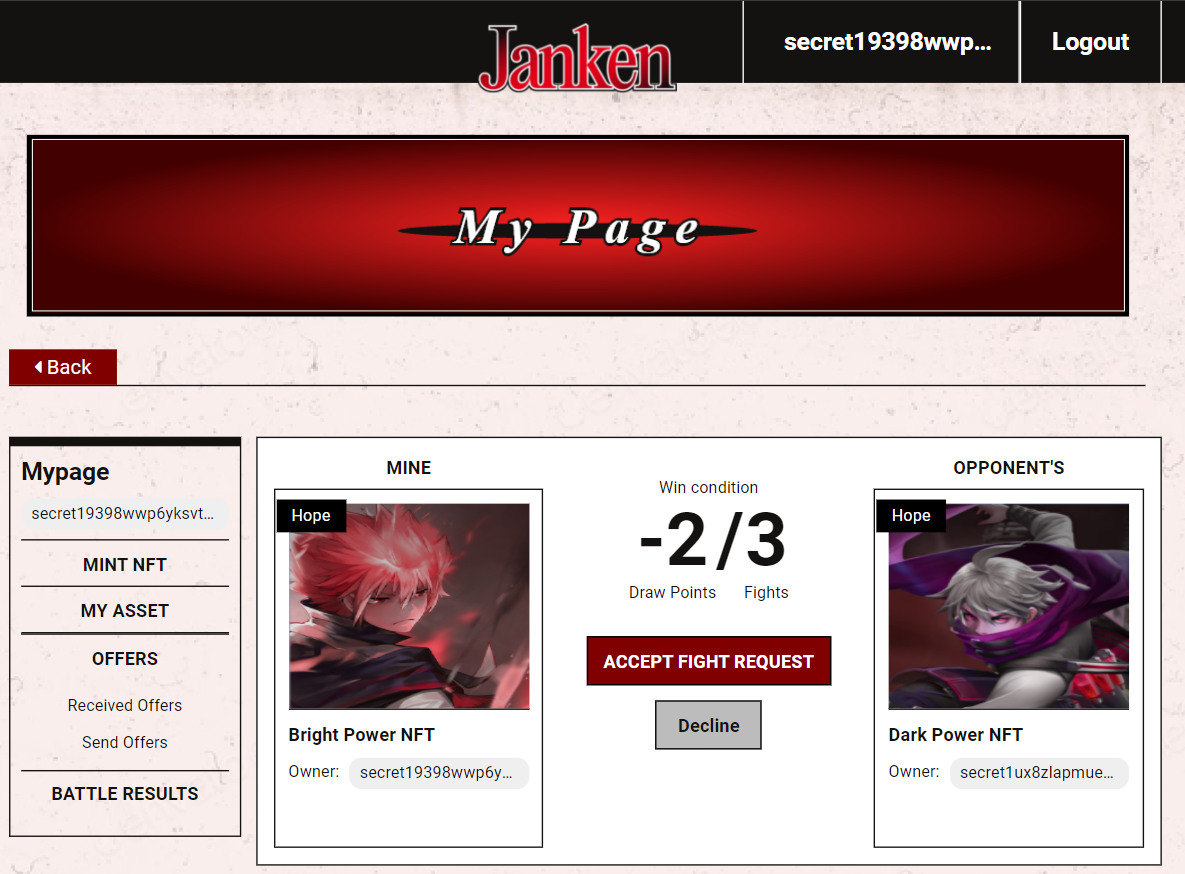 Janken
secret19398wwp...
Logout
My Page
Back
Mypage
secret19398wwp6yksvt...
MINT NFT
MY ASSET
OFFERS
Received Offers
Send Offers
BATTLE RESULTS
MINE
Hope
Bright Power NFT
Owner: secret19398wwp6y...
Win condition
-2/3
Draw Points Fights
ACCEPT FIGHT REQUEST
Decline
OPPONENT'S
Hope
Dark Power NFT
Owner: secret1ux8zlapmue...